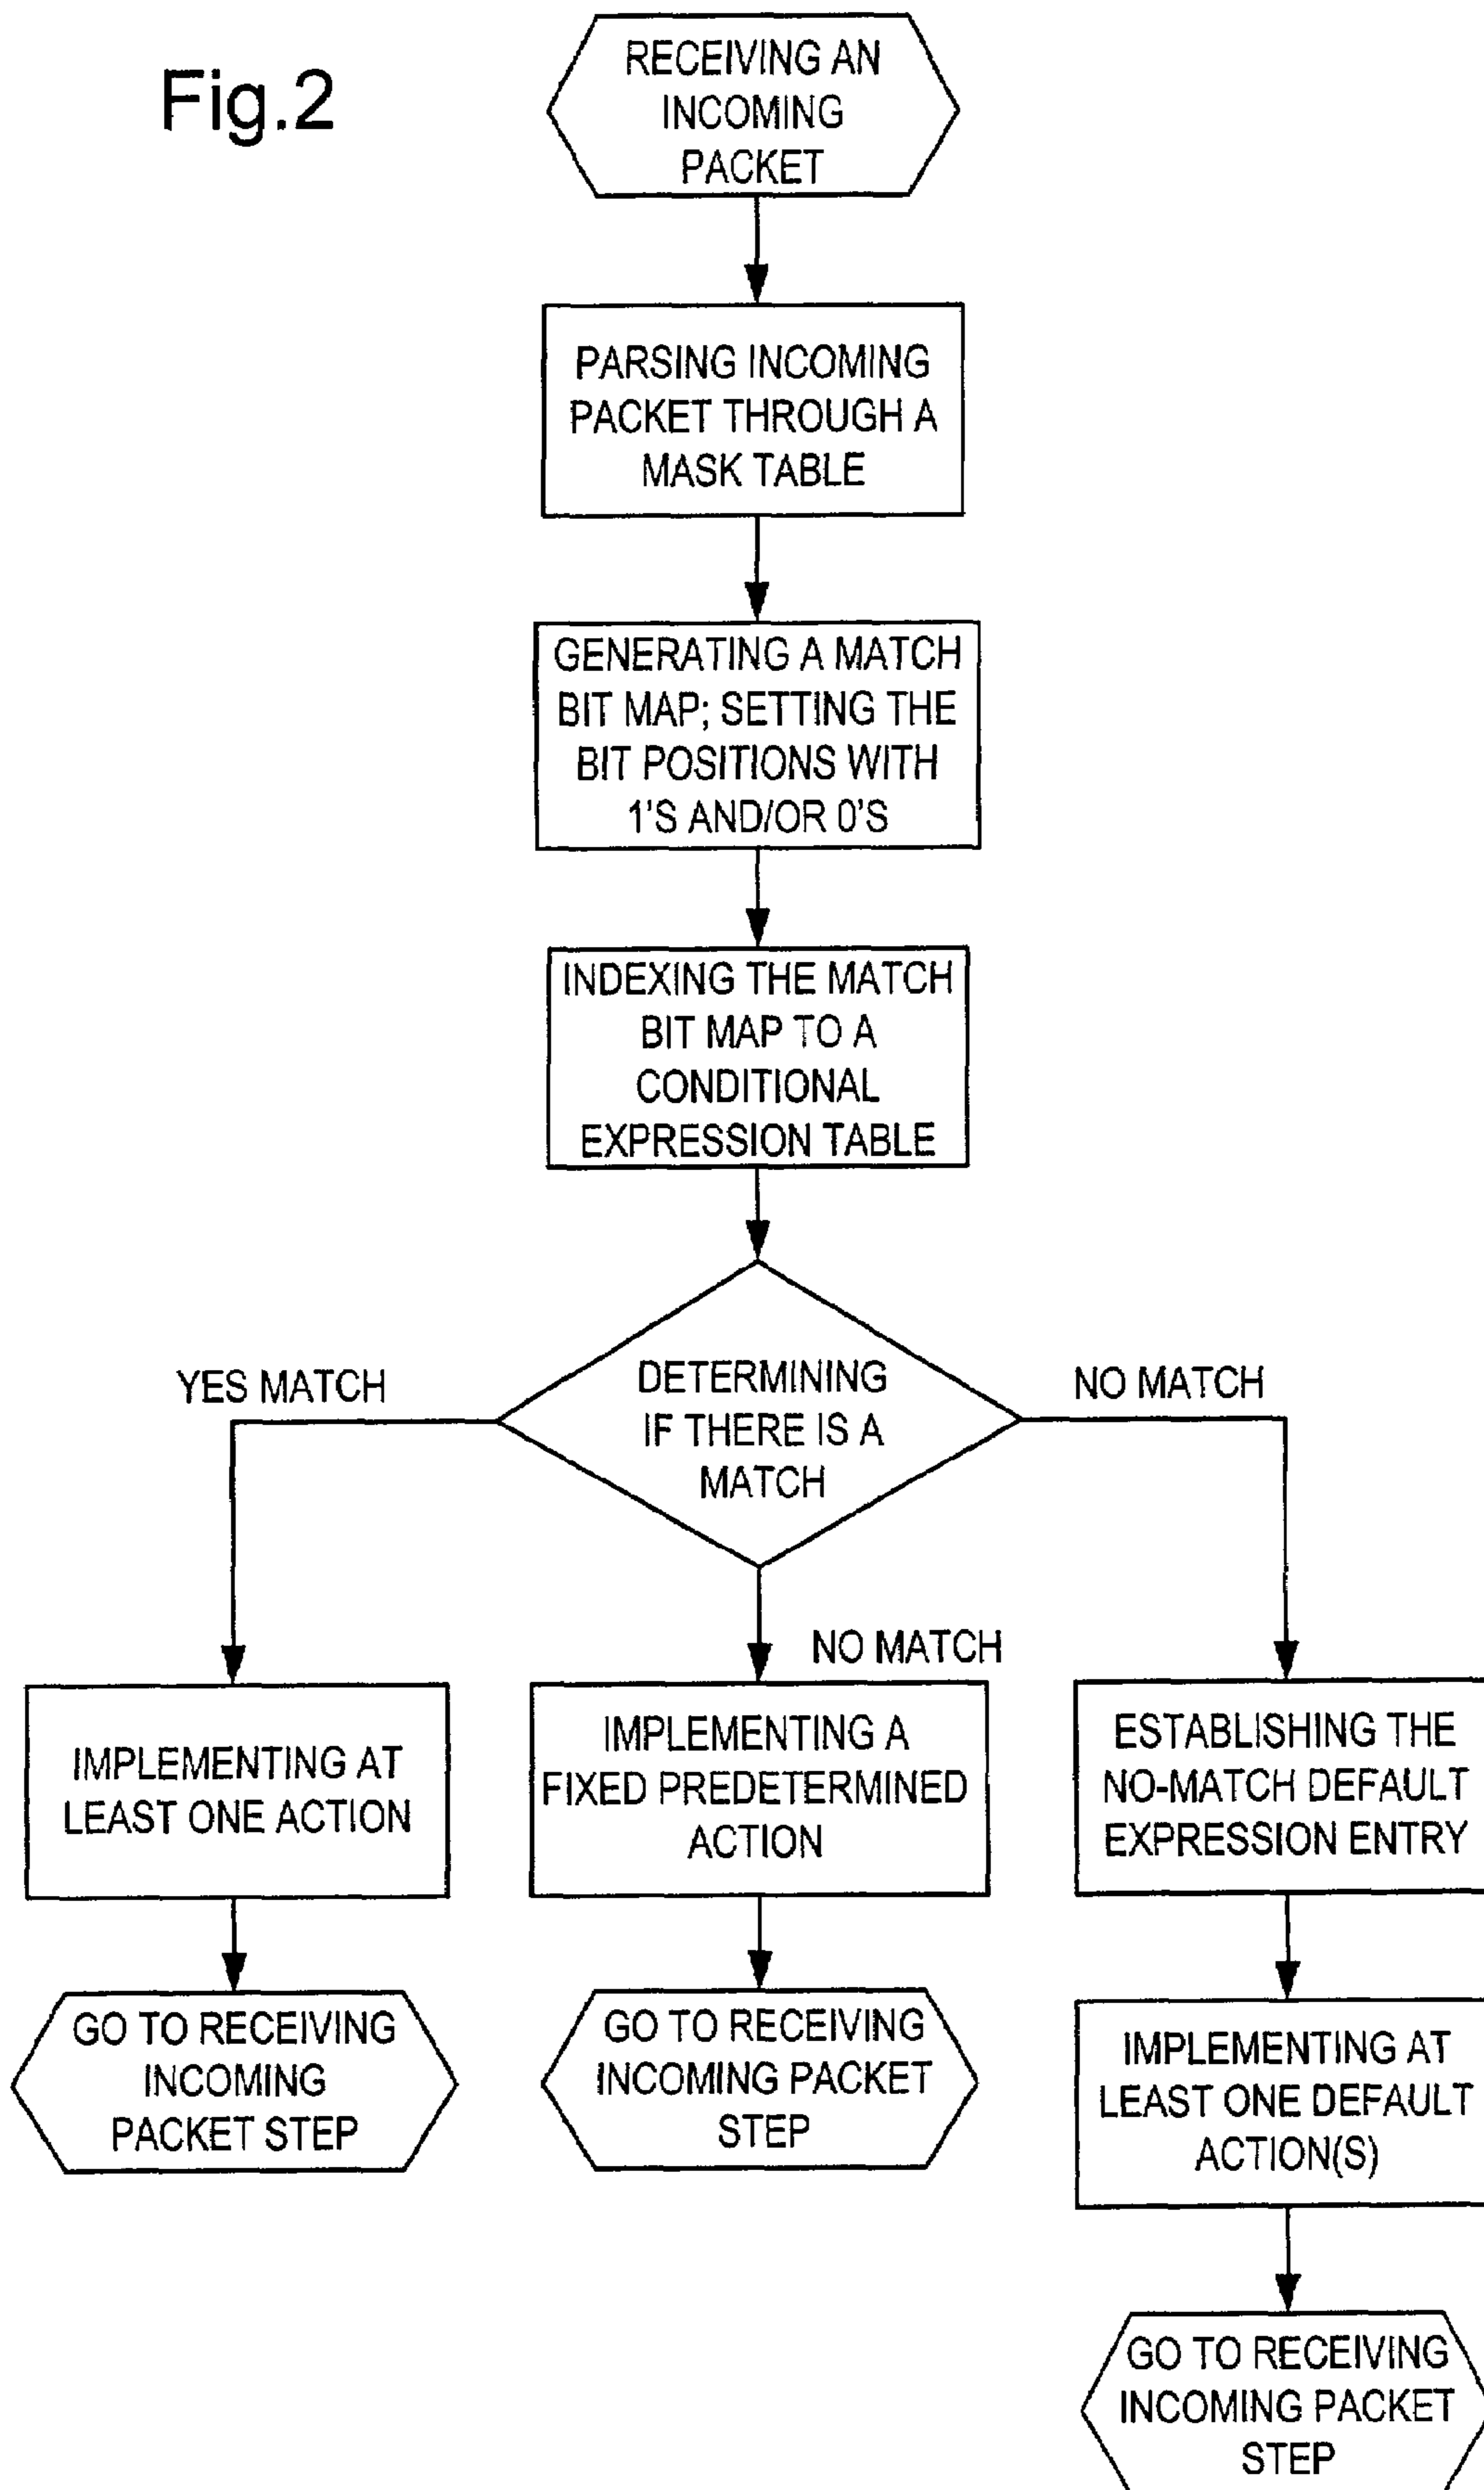 Fig.2
RECEIVING AN
INCOMING
PACKET
PARSING INCOMING
PACKET THROUGH A
MASK TABLE
GENERATING A MATCH
BIT MAP; SETTING THE
BIT POSITIONS WITH
1'S AND/OR 0'S
INDEXING THE MATCH
BIT MAP TO A
CONDITIONAL
EXPRESSION TABLE
DETERMINING
IF THERE IS A
MATCH
YES MATCH
NO MATCH
NO MATCH
IMPLEMENTING AT
LEAST ONE ACTION
GO TO RECEIVING
INCOMING
PACKET STEP
IMPLEMENTING A
FIXED PREDETERMINED
ACTION
GO TO RECEIVING
INCOMING PACKET
STEP
ESTABLISHING THE
NO-MATCH DEFAULT
EXPRESSION ENTRY
IMPLEMENTING AT
LEAST ONE DEFAULT
ACTION(S)
GO TO RECEIVING
INCOMING PACKET
STEP